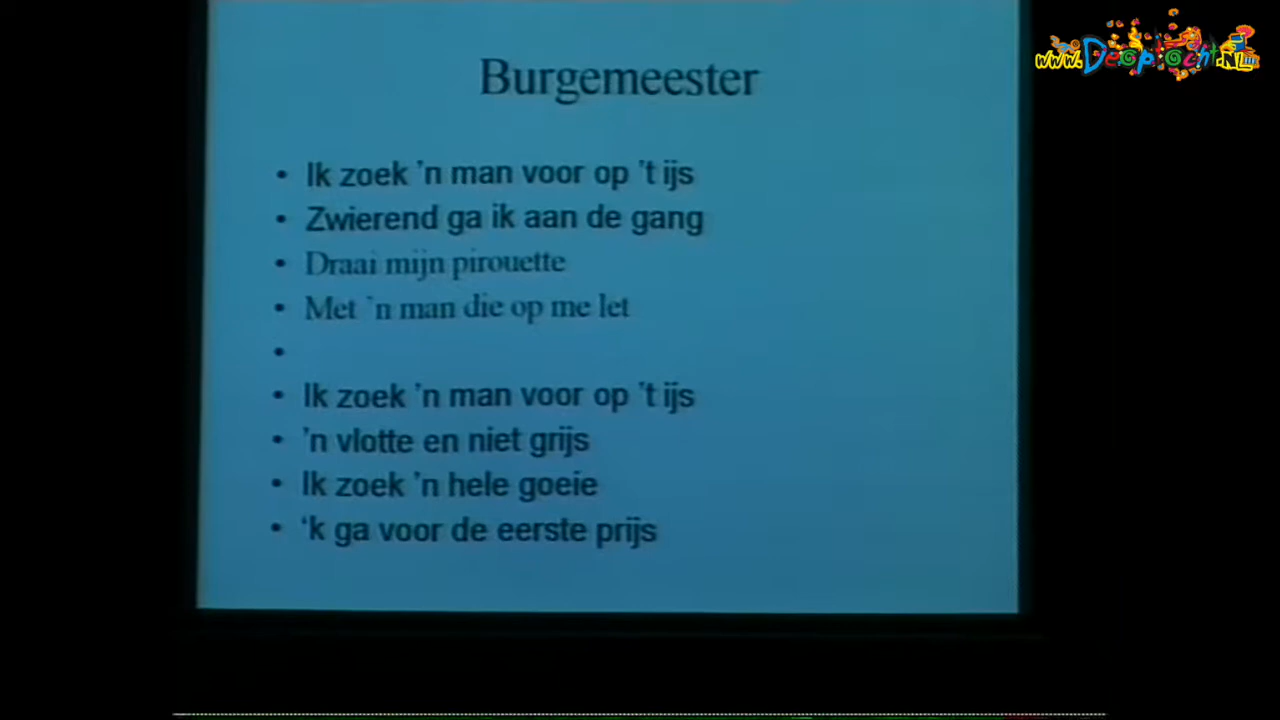 www.Deoptocht.NL
Burgemeester
• Ik zoek 'n man voor op 't ijs
• Zwierend ga ik aan de gang
• Draai mijn pirouette
• Met `n man die op me let
•
• Ik zoek 'n man voor op 't ijs
• 'n vlotte en niet grijs
• Ik zoek 'n hele goeie
• ‘k ga voor de eerste prijs